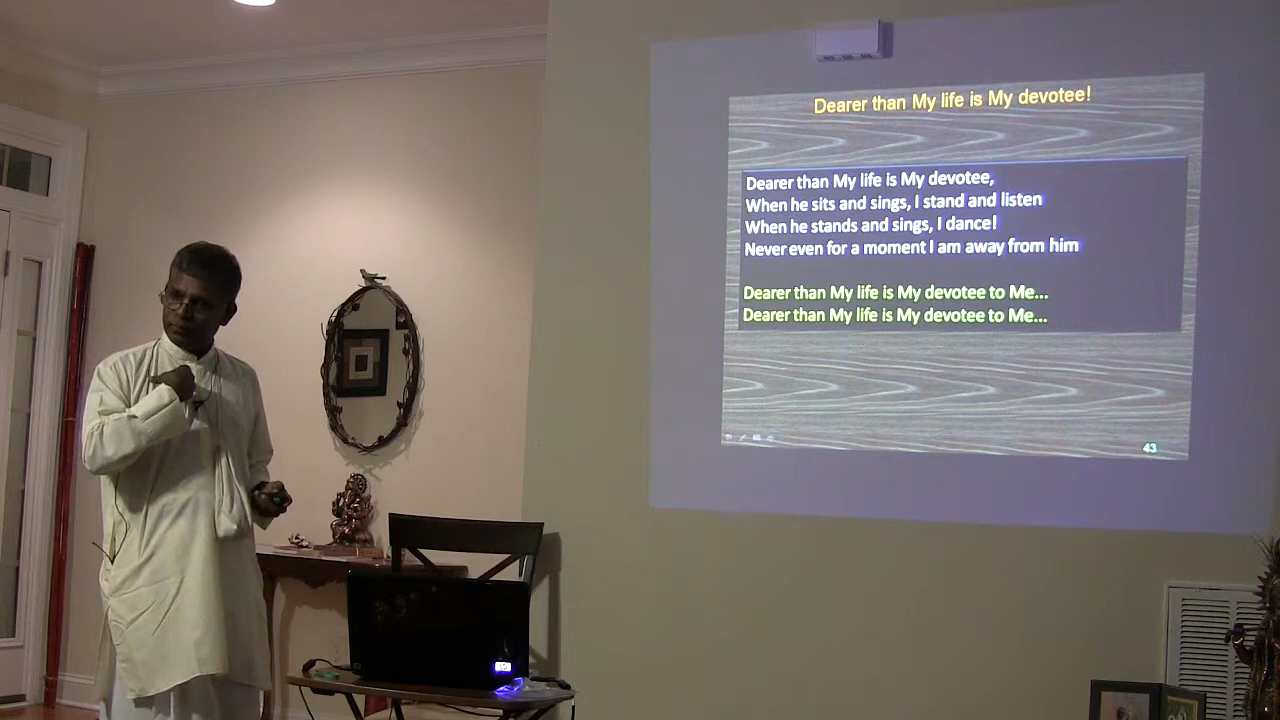 Dearer than My life is My devotee!
Dearer than My life is My devotee,
When he sits and sings, I stand and listen
When he stands and sings, I dance!
Never even for a moment I am away from him
Dearer than My life is My devotee to Me...
Dearer than My life is My devotee to Me...
43